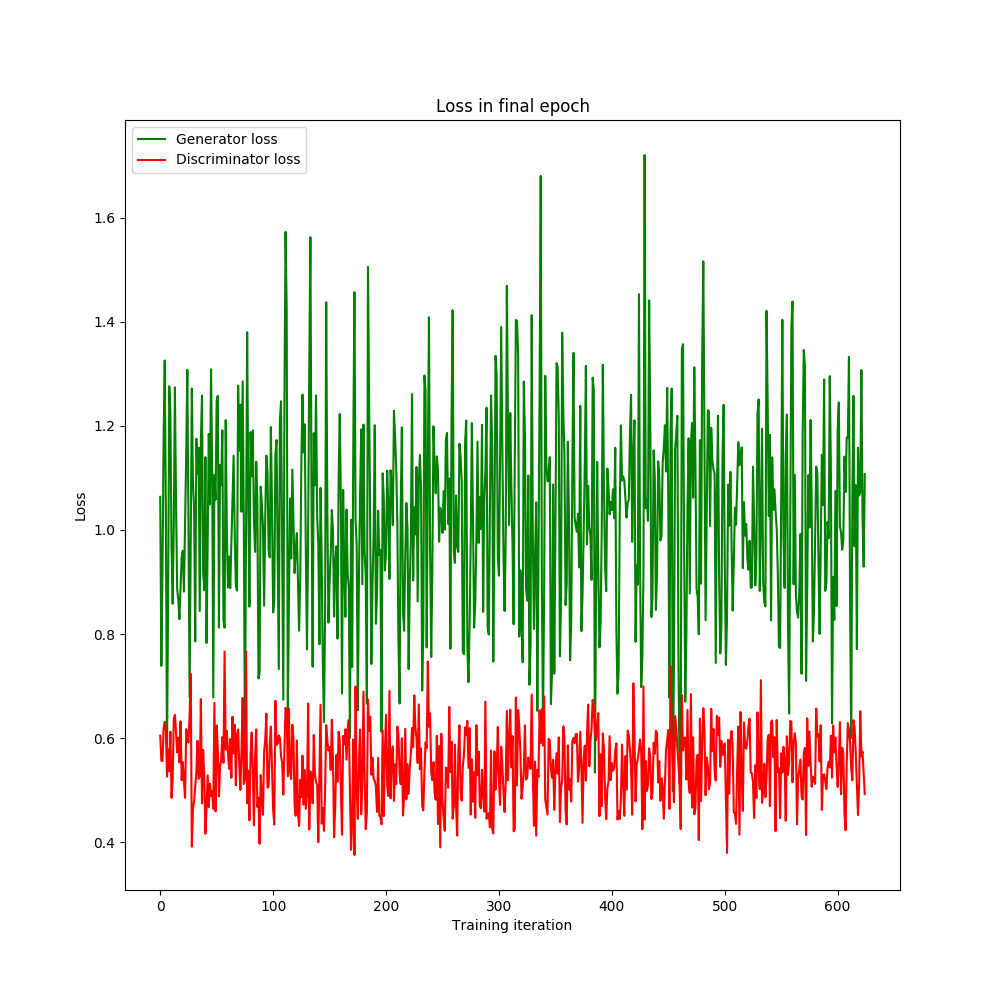 Loss in final epoch
Generator loss
Discriminator loss
1.6
1.4
1.2
1.0
0.8
0.6
0.4
Loss
0 100 200 300 400 500 600
Training iteration